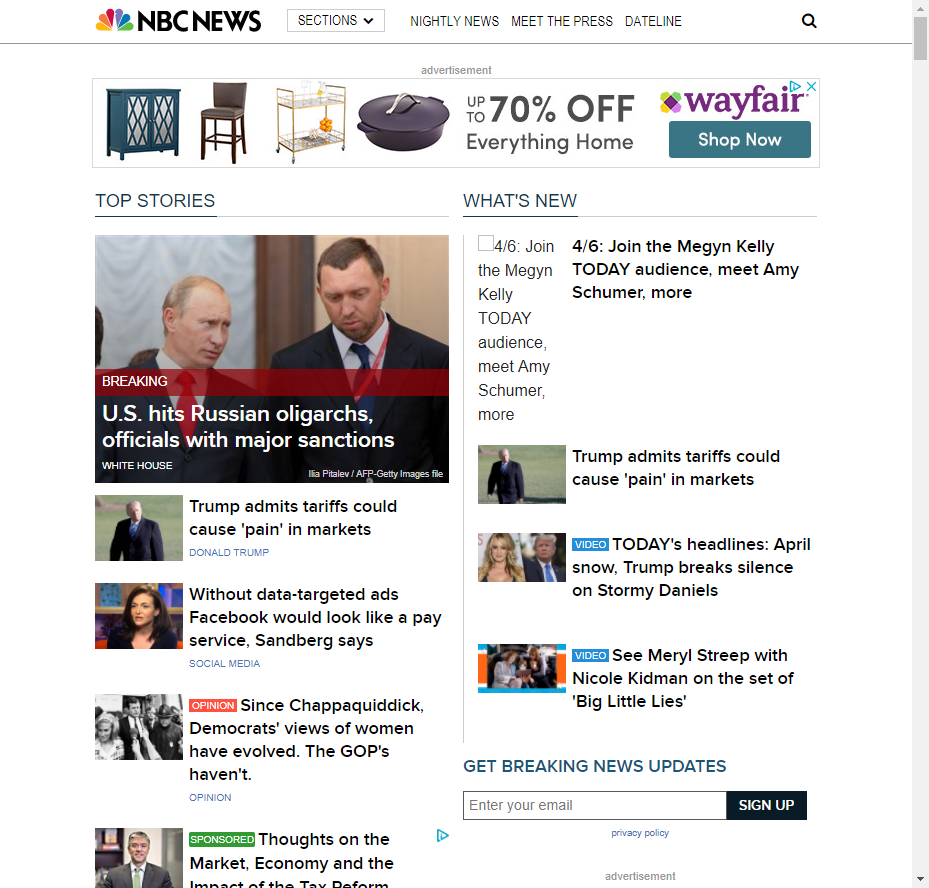 NBC NEWS
SECTIONS
NIGHTLY NEWS MEET THE PRESS DATELINE
advertisement
UP TO 70% OFF
Everything Home
wayfair
Shop Now
TOP STORIES
BREAKING
U.S. hits Russian oligarchs,
officials with major sanctions
WHITE HOUSE
Ilia Pitalev / AFP-Getty Images file
Trump admits tariffs could
cause 'pain' in markets
DONALD TRUMP
Without data-targeted ads
Facebook would look like a pay
service, Sandberg says
SOCIAL MEDIA
OPINION Since Chappaquiddick,
Democrats' views of women
have evolved. The GOP's
haven't.
OPINION
SPONSORED Thoughts on the
Market, Economy and the
Impact of the Tax Reform
WHAT'S NEW
4/6: Join
the Megyn
Kelly
TODAY
audience,
meet Amy
Schumer,
more
4/6: Join the Megyn Kelly
TODAY audience, meet Amy
Schumer, more
Trump admits tariffs could
cause 'pain' in markets
VIDEO TODAY's headlines: April
snow, Trump breaks silence
on Stormy Daniels
VIDEO See Meryl Streep with
Nicole Kidman on the set of
'Big Little Lies'
GET BREAKING NEWS UPDATES
Enter your email
SIGN UP
privacy policy
advertisement